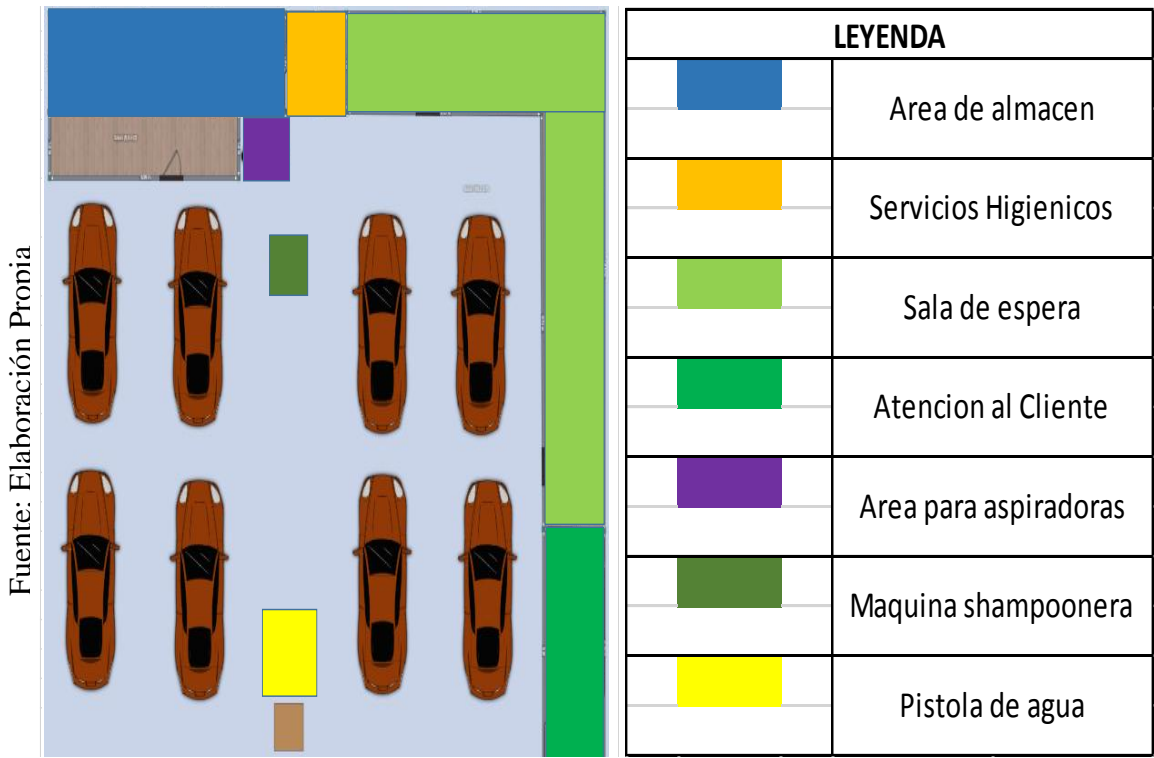 Fuente: Elaboración Propia
LEYENDA
Area de almacen
Servicios Higienicos
Sala de espera
Atencion al Cliente
Area para aspiradoras
Maquina shampoonera
Pistola de agua